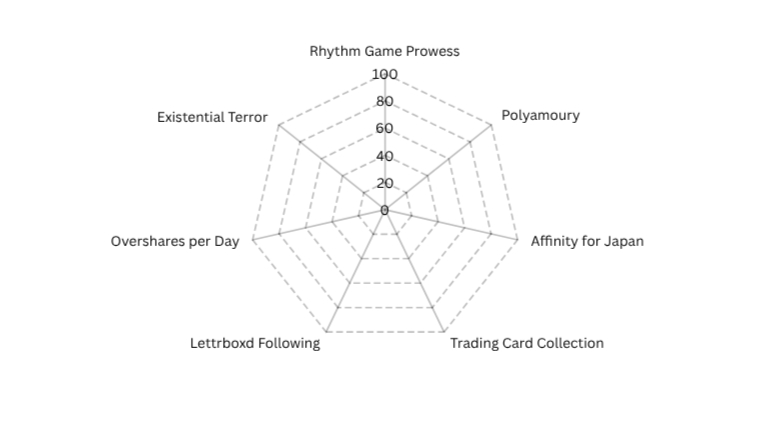 Rhythm Game Prowess
100
Existential Terror
80
Polyamoury
60
40
20
0
Overshares per Day
Affinity for Japan
Lettrboxd Following
Trading Card Collection